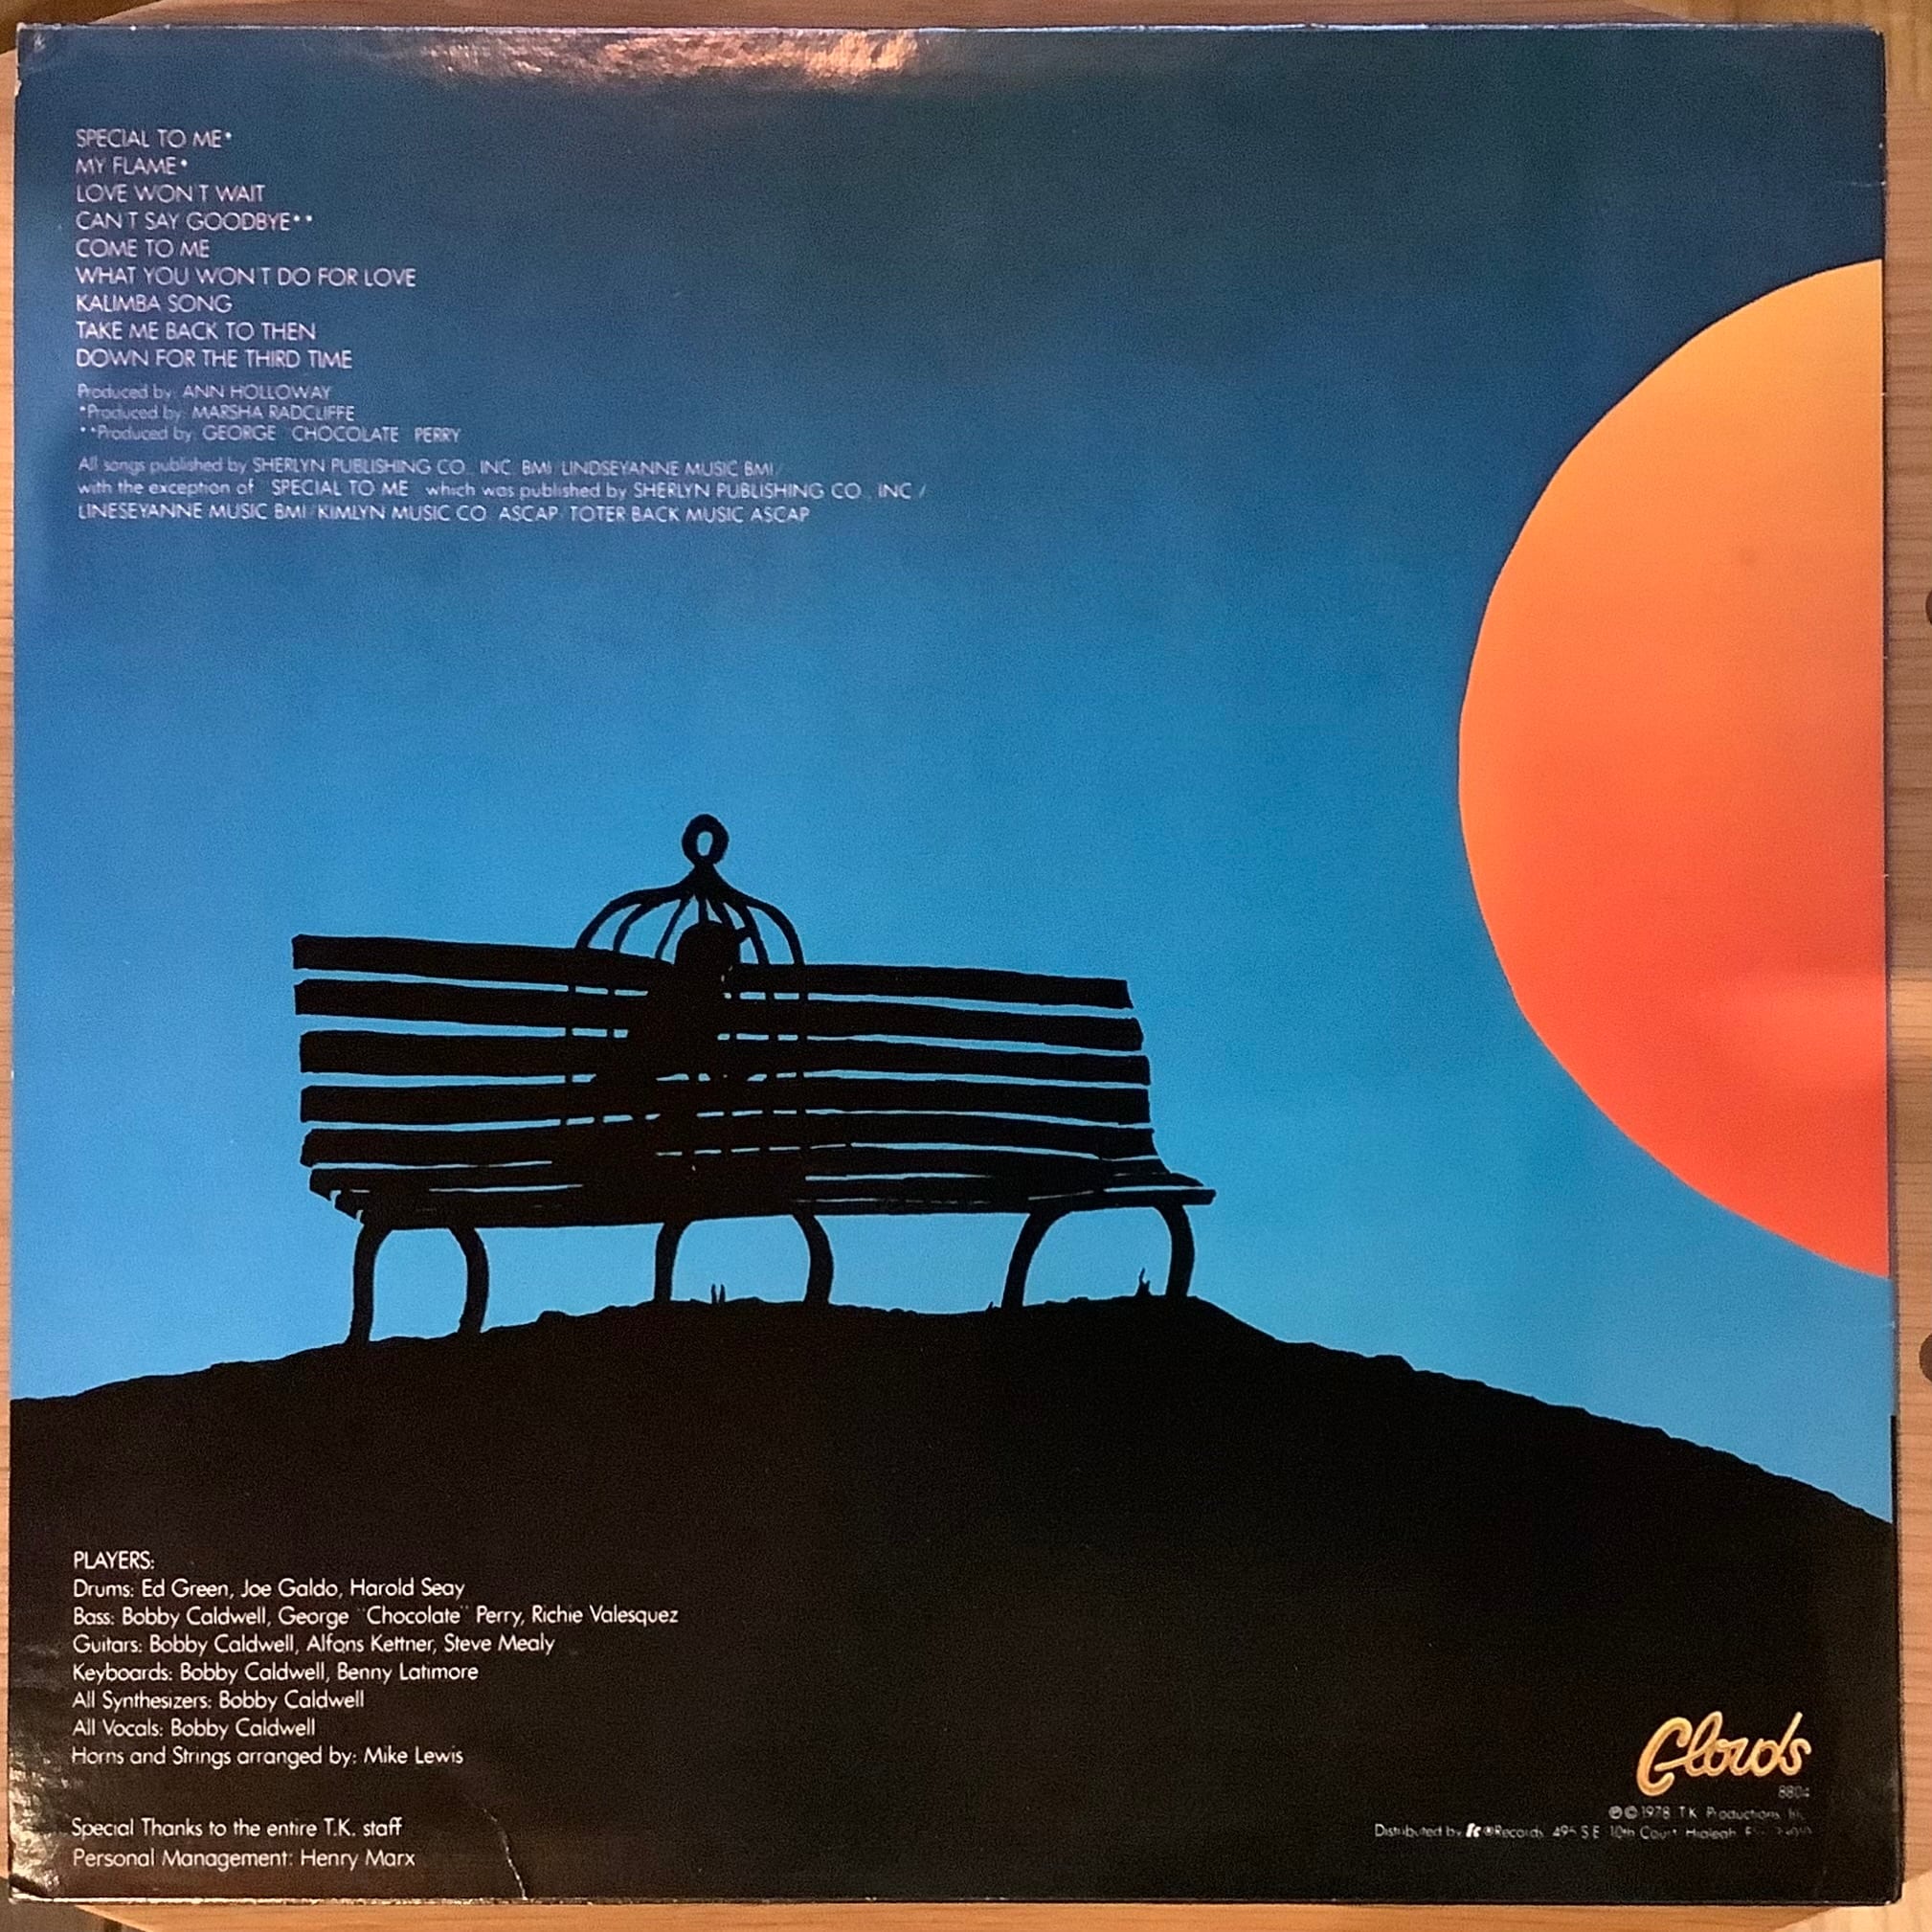 SPECIAL TO ME*
MY FLAME*
LOVE WON T WAIT
CAN T SAY GOODBYE**
COME TO ME
WHAT YOU WON T DO FOR LOVE
KALIMBA SONG
TAKE ME BACK TO THEN
DOWN FOR THE THIRD TIME
Produced by: ANN HOLLOWAY
*Produced by: MARSHA RADCLIFFE
**Produced by: GEORGE CHOCOLATE PERRY
All songs published by SHERLYN PUBLISHING CO., INC. BMI/LINDSEYANNE MUSIC BMI/
with the exception of SPECIAL TO ME which was published by SHERLYN PUBLISHING CO., INC./
LINESEYANNE MUSIC BMI/KIMLYN MUSIC CO. ASCAP/TOTER BACK MUSIC ASCAP
PLAYERS:
Drums: Ed Green, Joe Galdo, Harold Seay
Bass: Bobby Caldwell, George "Chocolate" Perry, Richie Valesquez
Guitars: Bobby Caldwell, Alfons Kettner, Steve Mealy
Keyboards: Bobby Caldwell, Benny Latimore
All Synthesizers: Bobby Caldwell
All Vocals: Bobby Caldwell
Horns and Strings arranged by: Mike Lewis
Special Thanks to the entire T.K. staff
Personal Management: Henry Marx
Clouds
8804
℗©1978 T.K. Productions,
Distributed by TK ®Records, 495 S.E. 10th Court, Hialeah,